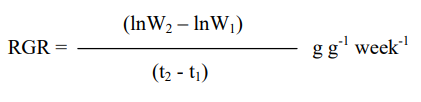 (lnW₂ – lnW₁)
RGR = ———————— g g⁻¹ week⁻¹
(t₂ - t₁)